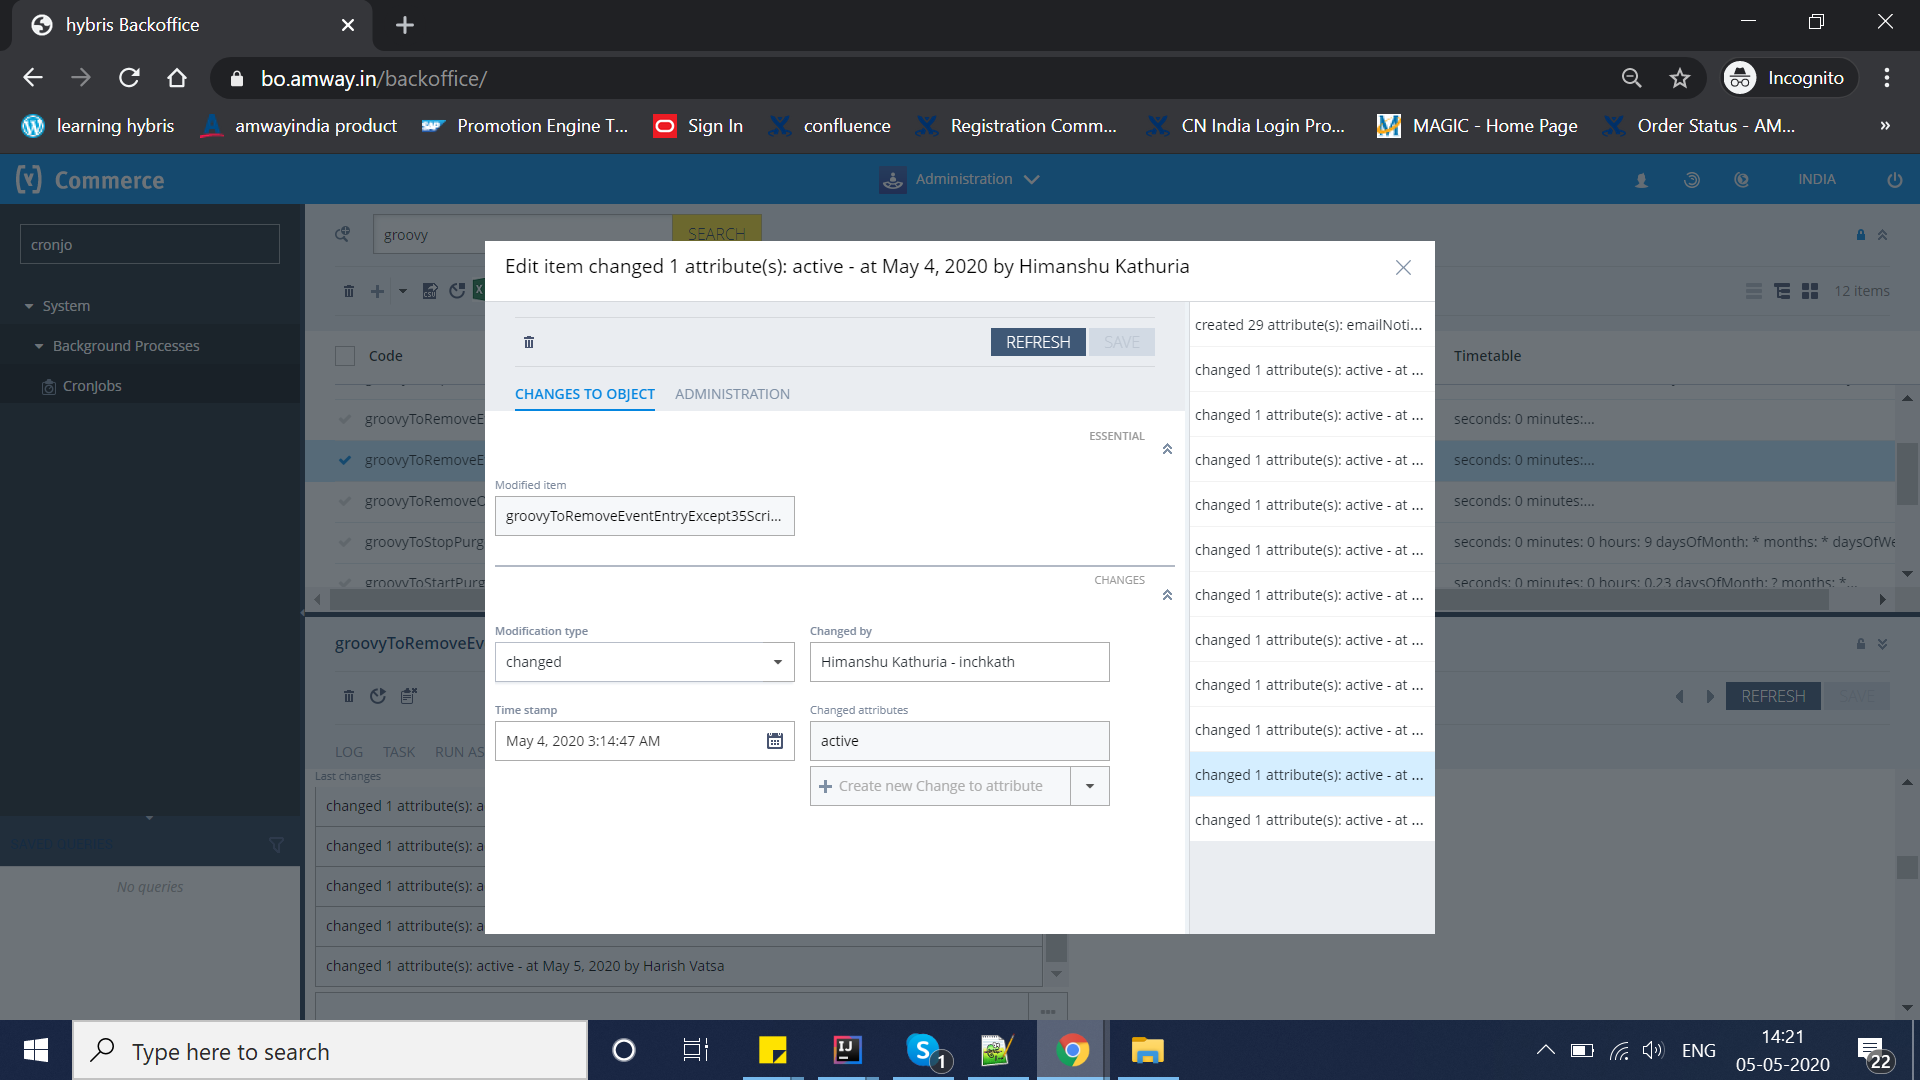 hybris Backoffice
bo.amway.in/backoffice/
Incognito
learning hybris
amwayindia product
Promotion Engine T...
Sign In
confluence
Registration Comm...
CN India Login Pro...
MAGIC - Home Page
Order Status - AM...
»
Commerce
Administration
INDIA
cronjo
groovy
SEARCH
System
Background Processes
CronJobs
12 items
Code
Timetable
groovyToRemoveE
seconds: 0 minutes:...
groovyToRemoveE
seconds: 0 minutes:...
groovyToRemoveC
seconds: 0 minutes:...
groovyToStopPurg
seconds: 0 minutes: 0 hours: 9 daysOfMonth: * months: * daysOfWe
groovyToStartPurg
seconds: 0 minutes: 0 hours: 0,23 daysOfMonth: ? months: *...
Edit item changed 1 attribute(s): active - at May 4, 2020 by Himanshu Kathuria
REFRESH
SAVE
CHANGES TO OBJECT
ADMINISTRATION
ESSENTIAL
Modified item
groovyToRemoveEventEntryExcept35Scri...
CHANGES
Modification type
changed
Changed by
Himanshu Kathuria - inchkath
Time stamp
May 4, 2020 3:14:47 AM
Changed attributes
active
Create new Change to attribute
created 29 attribute(s): emailNoti...
changed 1 attribute(s): active - at ...
changed 1 attribute(s): active - at ...
changed 1 attribute(s): active - at ...
changed 1 attribute(s): active - at ...
changed 1 attribute(s): active - at ...
changed 1 attribute(s): active - at ...
changed 1 attribute(s): active - at ...
changed 1 attribute(s): active - at ...
changed 1 attribute(s): active - at ...
changed 1 attribute(s): active - at ...
changed 1 attribute(s): active - at ...
groovyToRemoveEv
REFRESH
SAVE
LOG
TASK
RUN AS
Last changes
changed 1 attribute(s): a
changed 1 attribute(s): a
changed 1 attribute(s): a
changed 1 attribute(s): a
changed 1 attribute(s): active - at May 5, 2020 by Harish Vatsa
SAVED QUERIES
No queries
Type here to search
1
ENG
14:21
05-05-2020
22